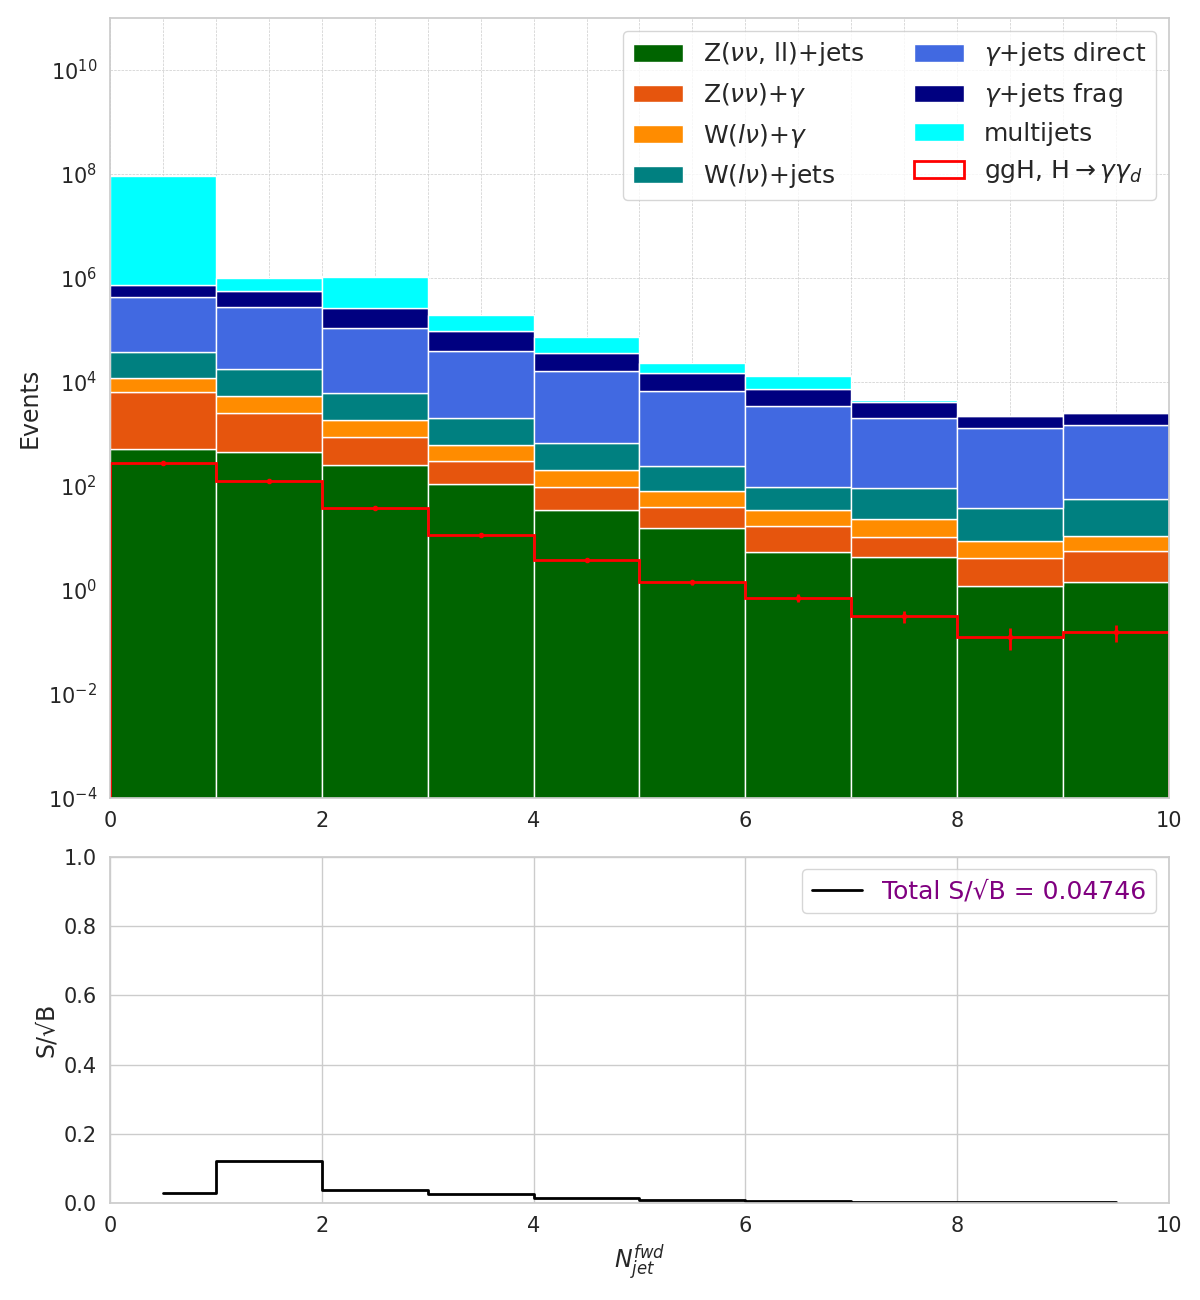 Events
10^10
10^8
10^6
10^4
10^2
10^0
10^−2
10^−4
Z(νν, ll)+jets
Z(νν)+γ
W(lν)+γ
W(lν)+jets
γ+jets direct
γ+jets frag
multijets
ggH, H→γγ_d
0 2 4 6 8 10
S/√B
1.0
0.8
0.6
0.4
0.2
0.0
Total S/√B = 0.04746
0 2 4 6 8 10
N_jet^fwd